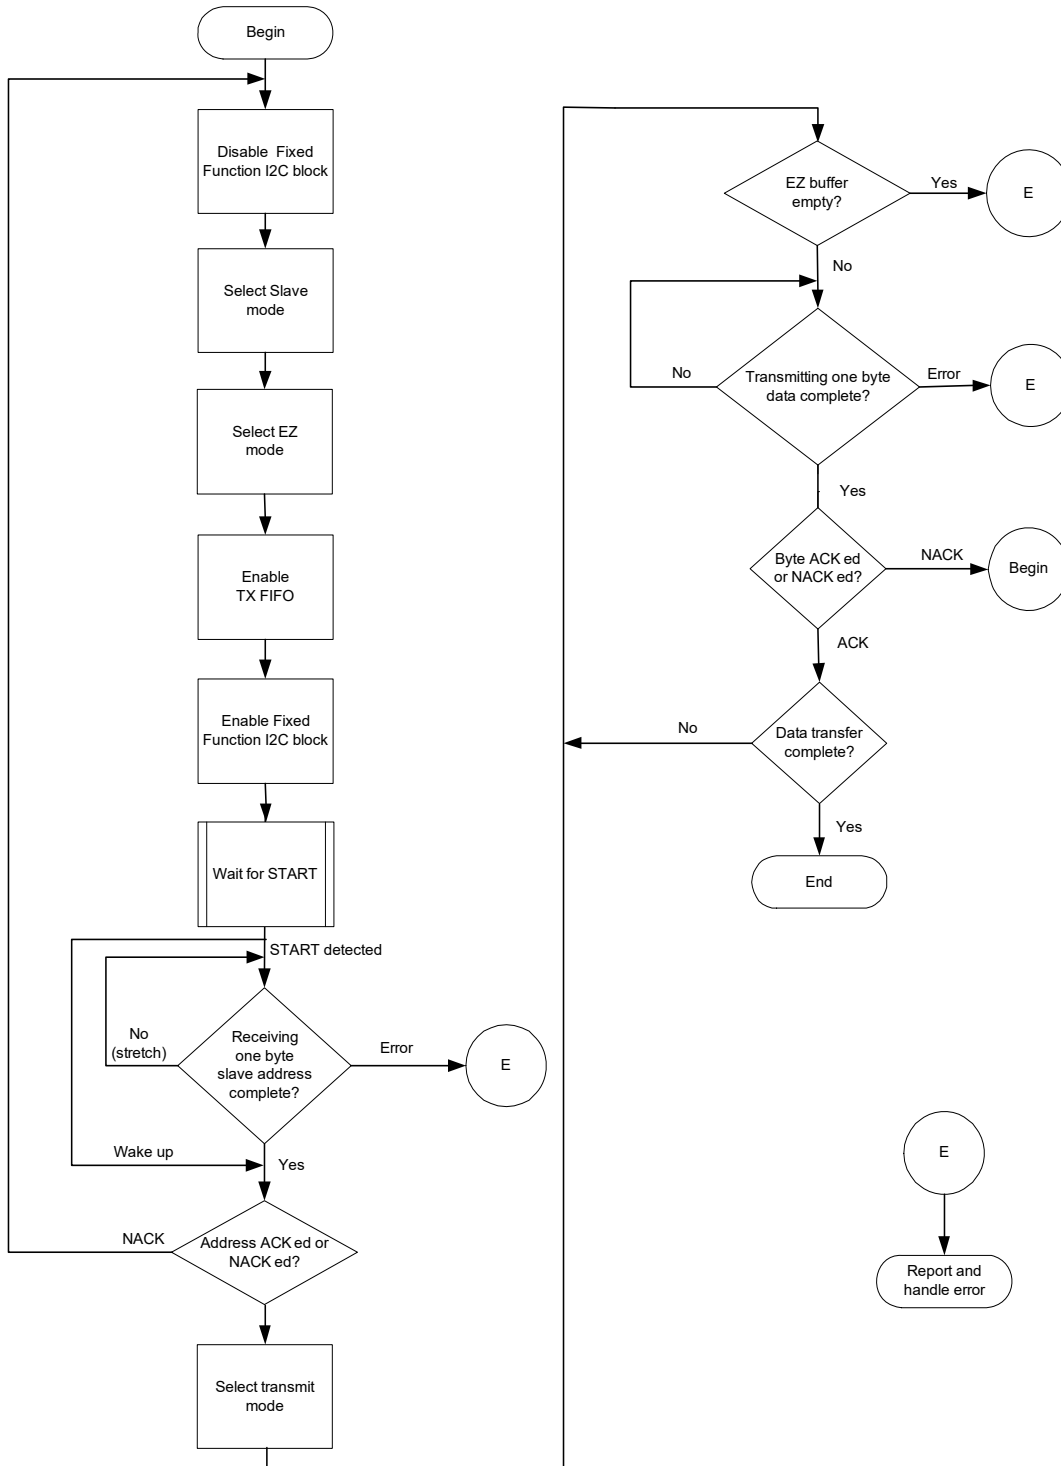 Begin
Disable Fixed
Function I2C block
Select Slave
mode
Select EZ
mode
Enable
TX FIFO
Enable Fixed
Function I2C block
Wait for START
START detected
No
(stretch)
Receiving
one byte
slave address
complete?
Error
E
Wake up
Yes
NACK
Address ACK ed or
NACK ed?
Select transmit
mode
EZ buffer
empty?
Yes
E
No
No
Transmitting one byte
data complete?
Error
E
Yes
Byte ACK ed
or NACK ed?
NACK
Begin
ACK
No
Data transfer
complete?
Yes
End
E
Report and
handle error